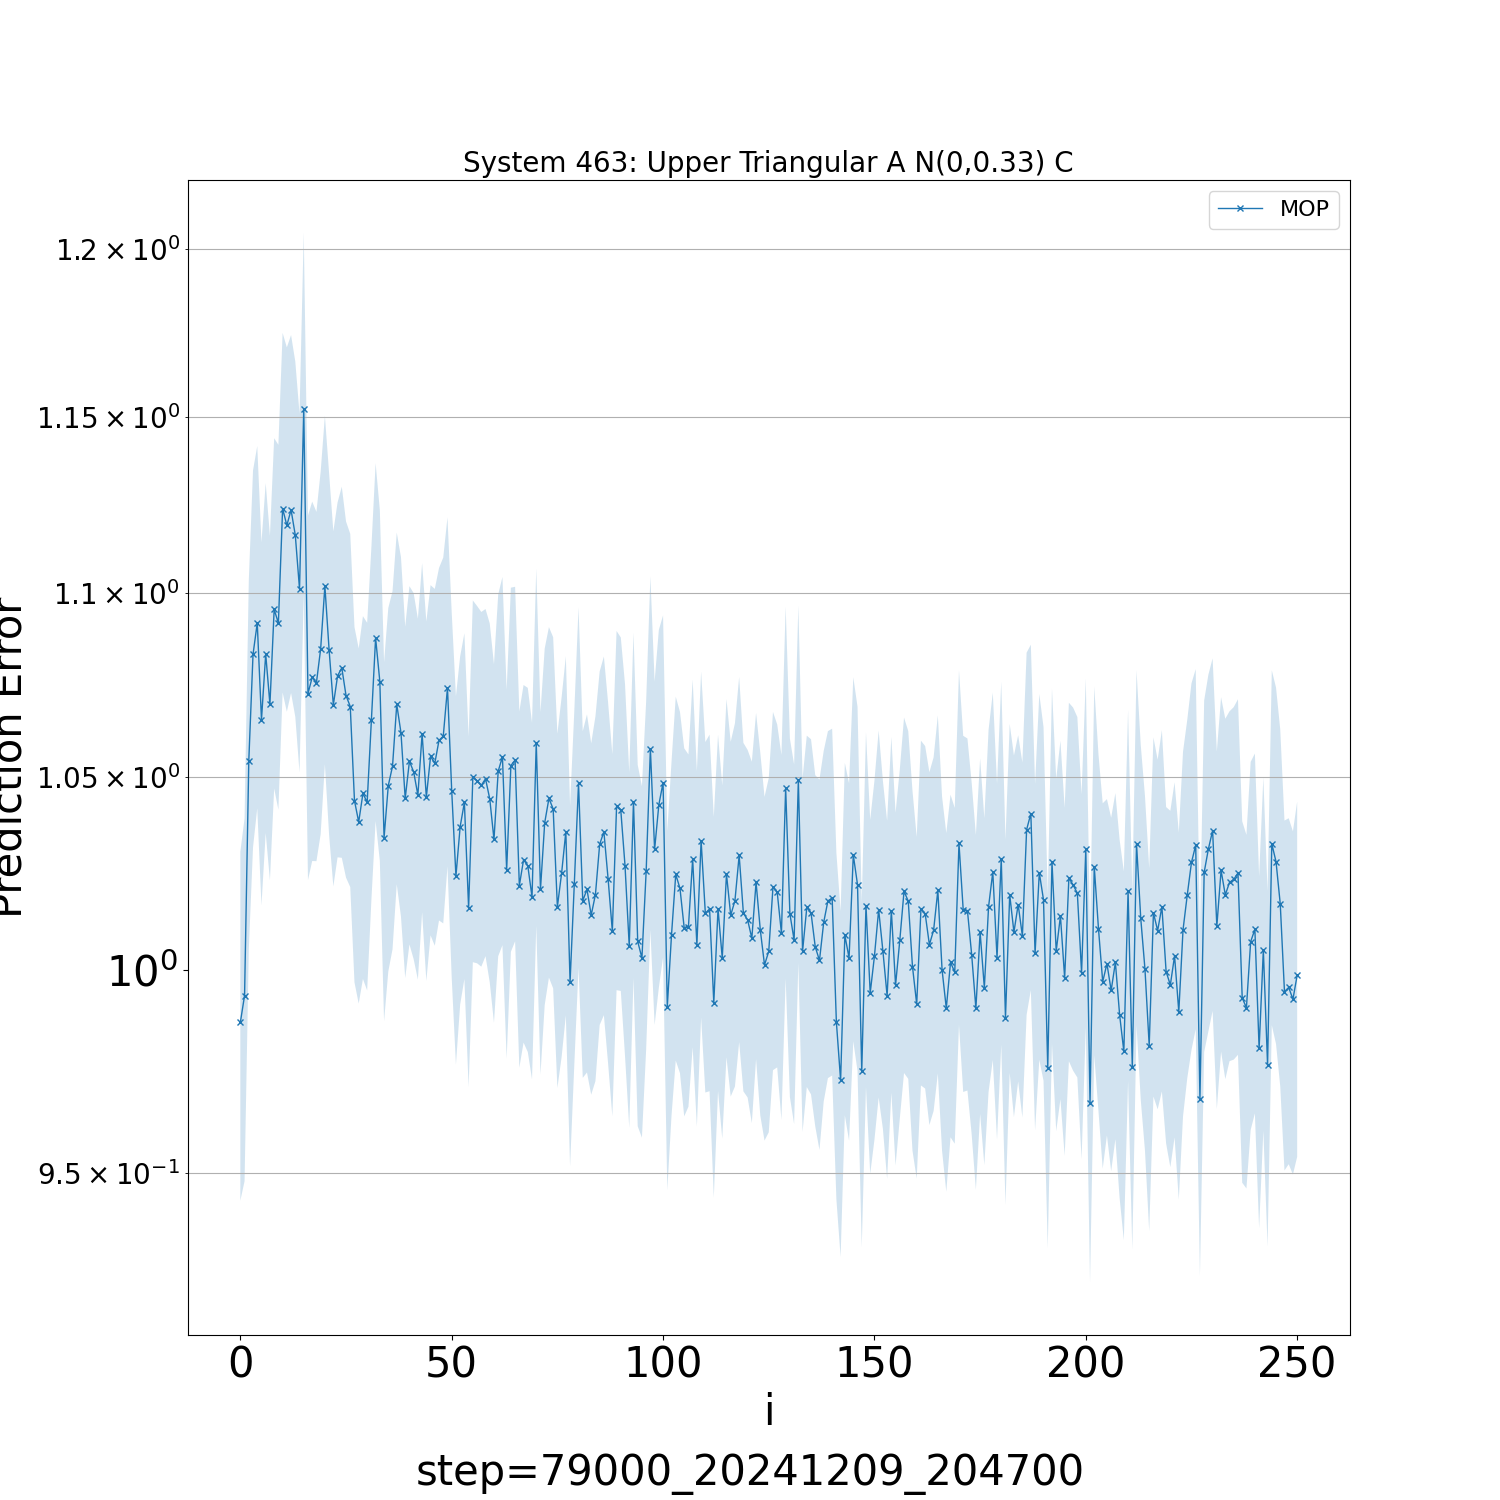 System 463: Upper Triangular A N(0,0.33) C
MOP
1.2 × 10⁰
1.15 × 10⁰
1.1 × 10⁰
1.05 × 10⁰
10⁰
9.5 × 10⁻¹
Prediction Error
0 50 100 150 200 250
i
step=79000_20241209_204700